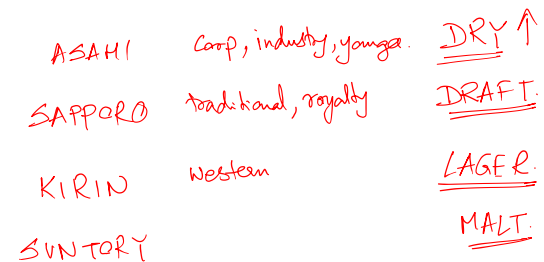 ASAHI Corp, industry, younger. DRY ↑
SAPPORO traditional, royalty DRAFT.
KIRIN Western LAGER.
SUNTORY MALT.